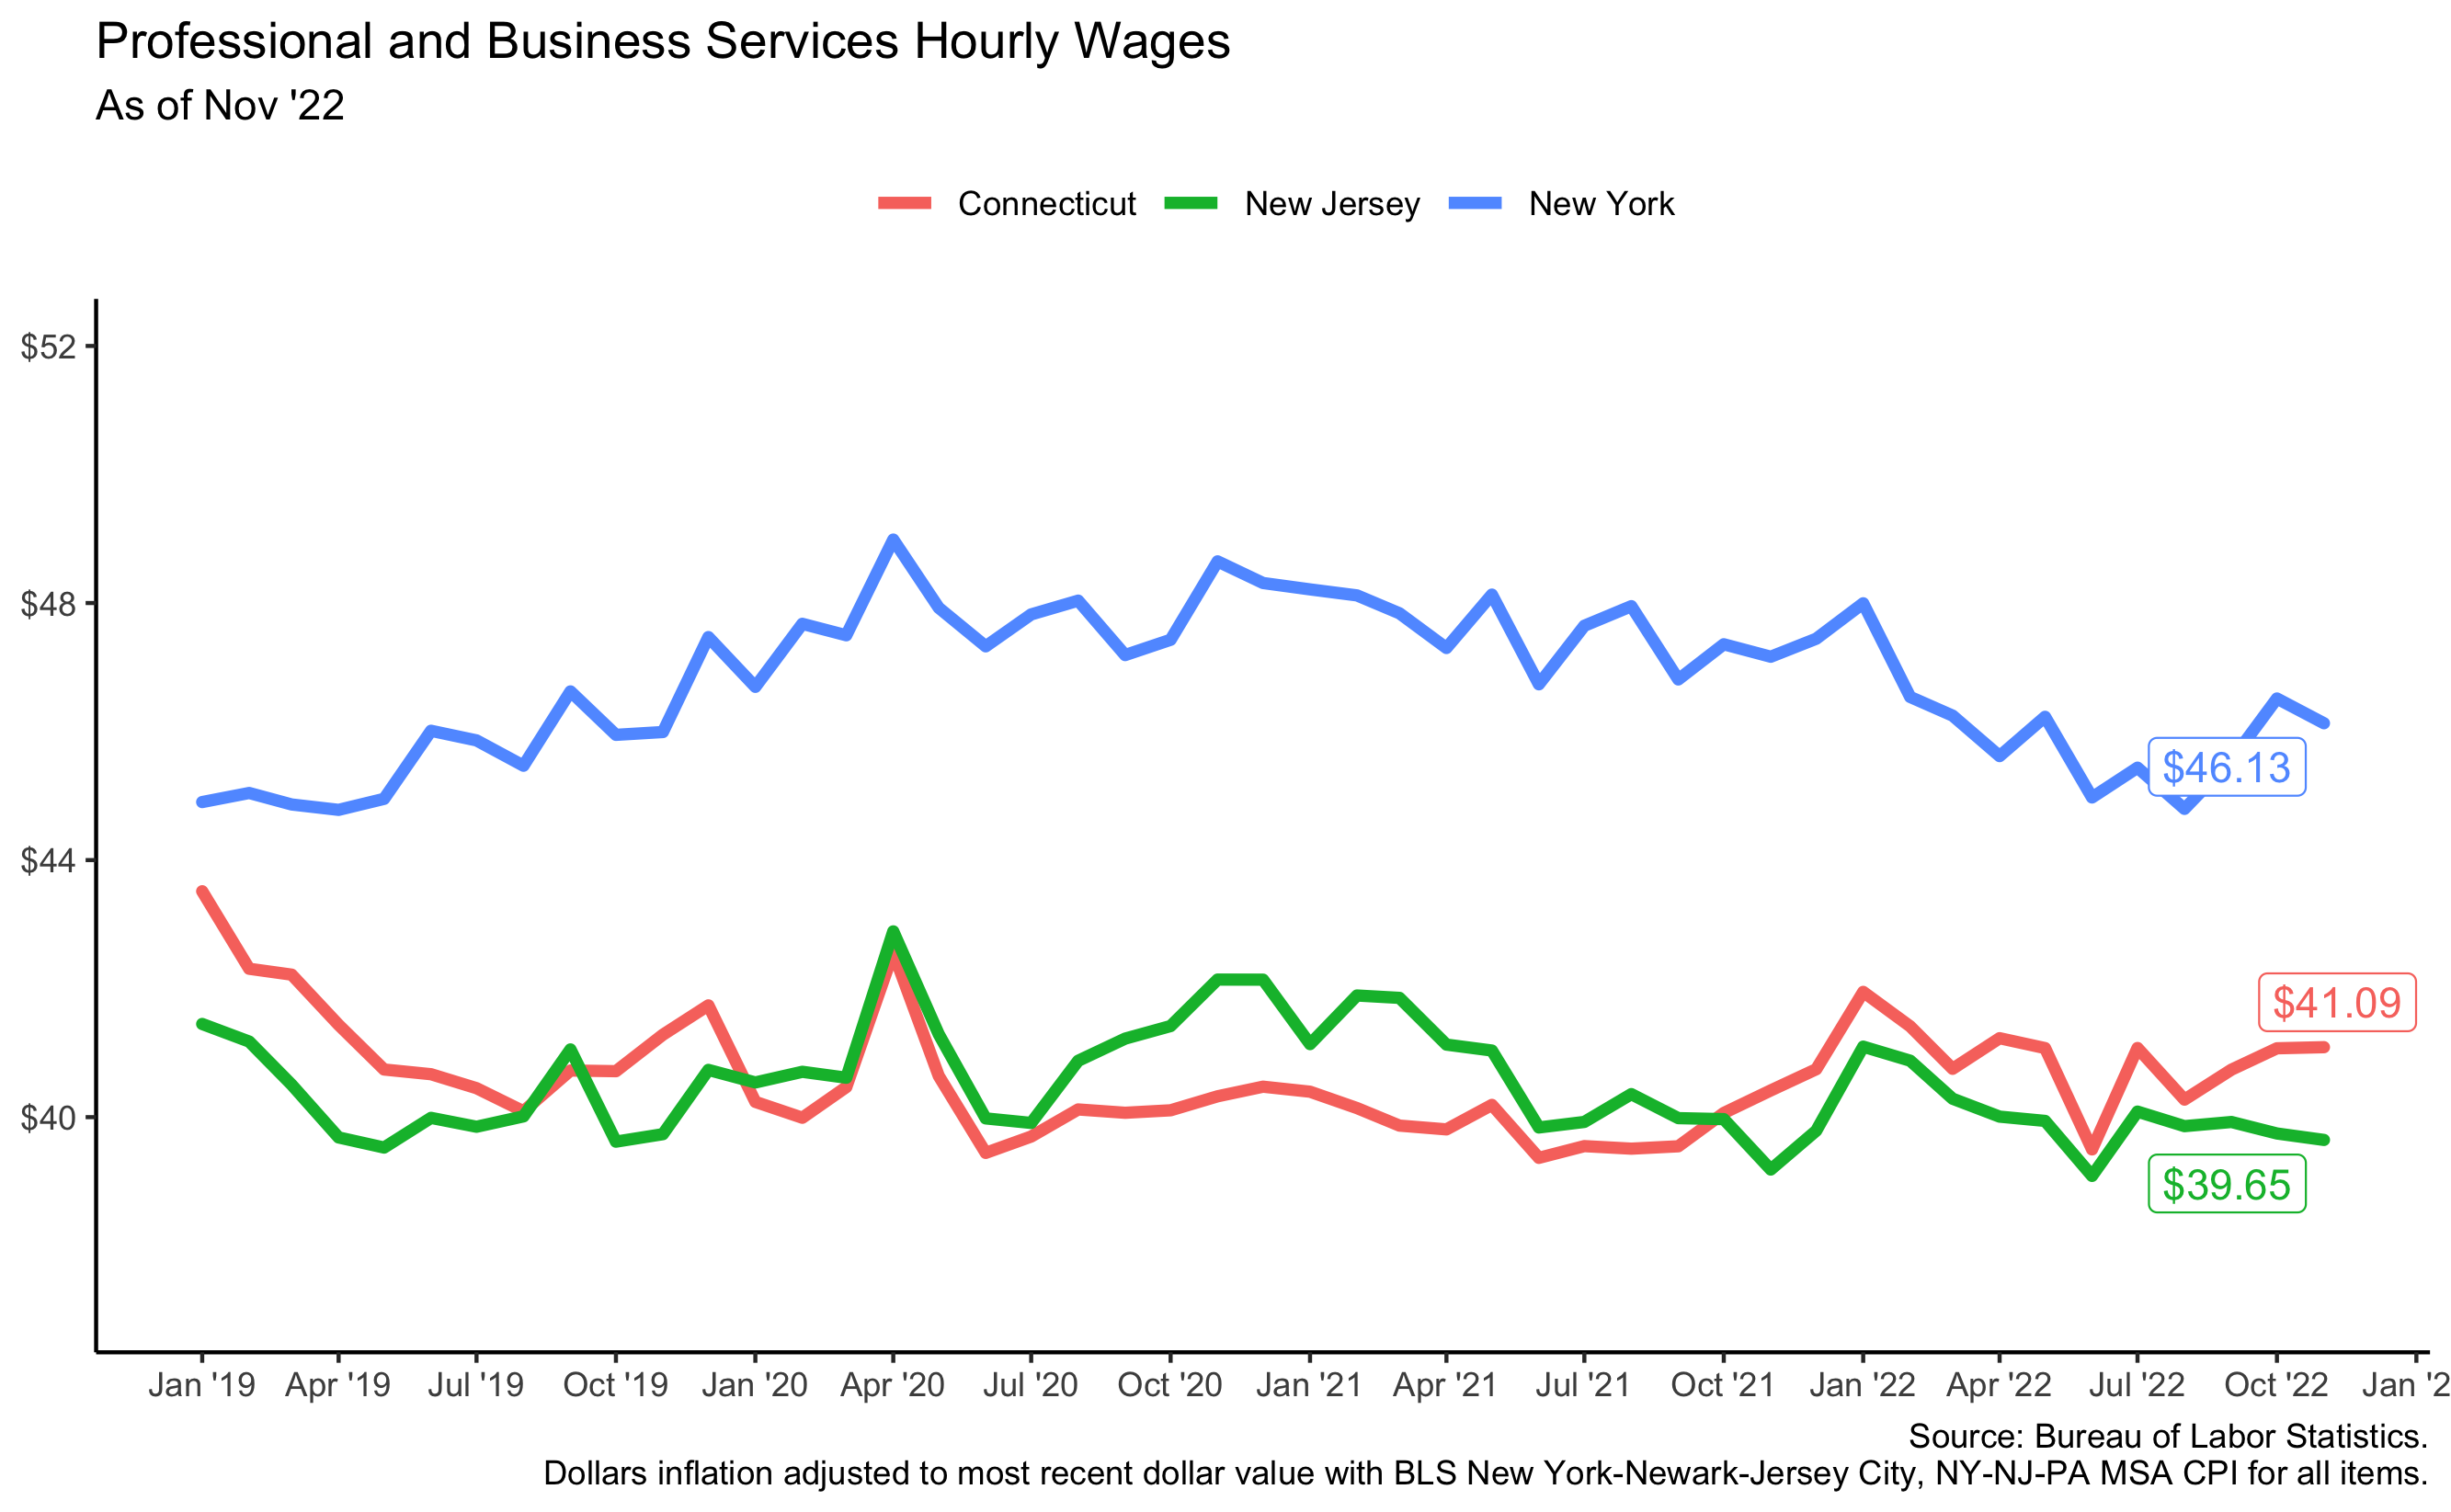 Professional and Business Services Hourly Wages
As of Nov '22
Connecticut New Jersey New York
$52
$48
$44
$40
$46.13
$41.09
$39.65
Jan '19 Apr '19 Jul '19 Oct '19 Jan '20 Apr '20 Jul '20 Oct '20 Jan '21 Apr '21 Jul '21 Oct '21 Jan '22 Apr '22 Jul '22 Oct '22 Jan '2
Source: Bureau of Labor Statistics.
Dollars inflation adjusted to most recent dollar value with BLS New York-Newark-Jersey City, NY-NJ-PA MSA CPI for all items.